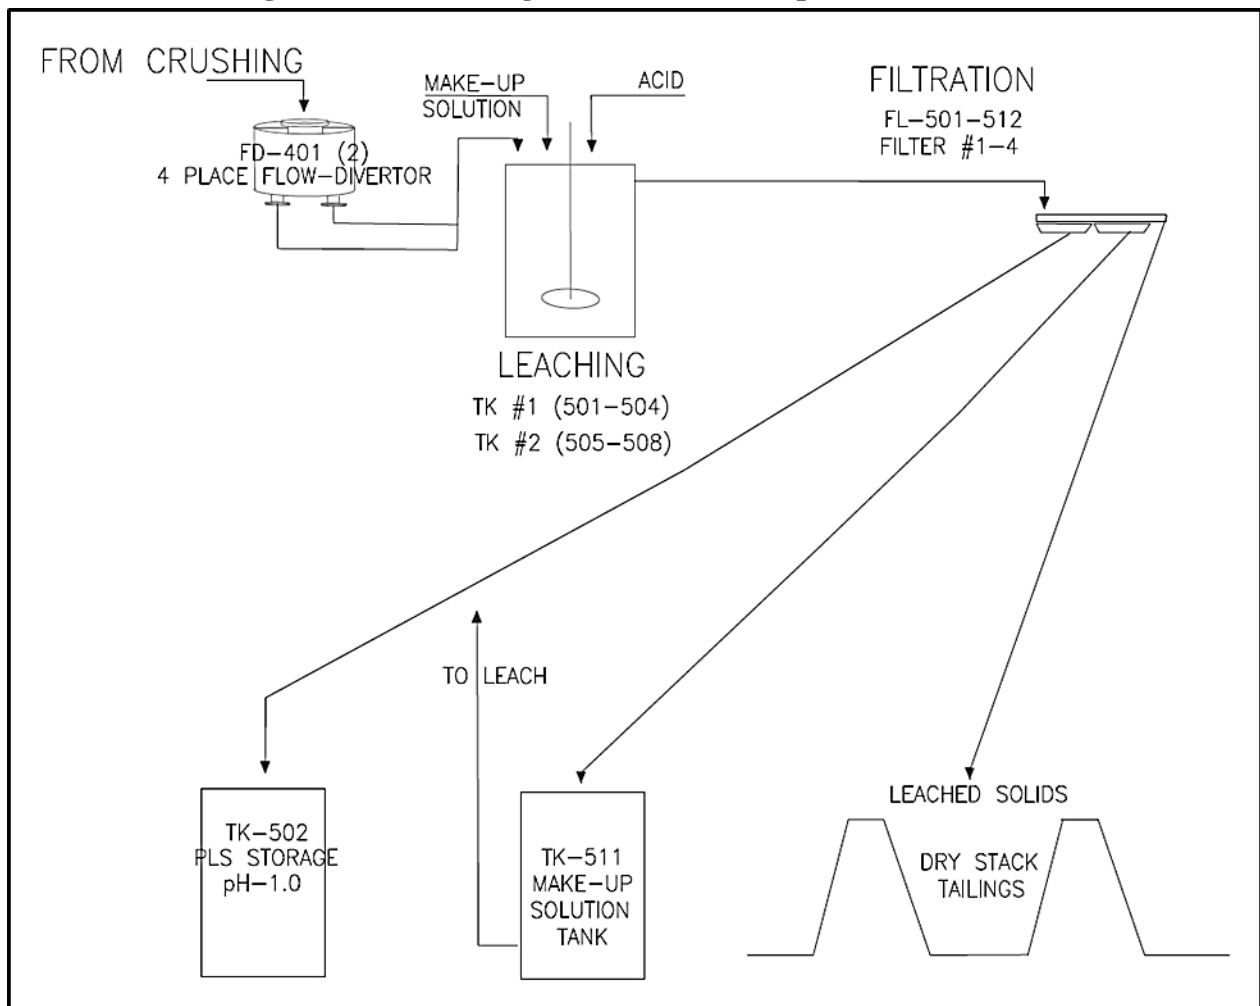 FROM CRUSHING
MAKE-UP
SOLUTION
ACID
FILTRATION
FL-501-512
FILTER #1-4
FD-401 (2)
4 PLACE FLOW-DIVERTOR
LEACHING
TK #1 (501-504)
TK #2 (505-508)
TO LEACH
TK-502
PLS STORAGE
pH-1.0
TK-511
MAKE-UP
SOLUTION
TANK
LEACHED SOLIDS
DRY STACK
TAILINGS